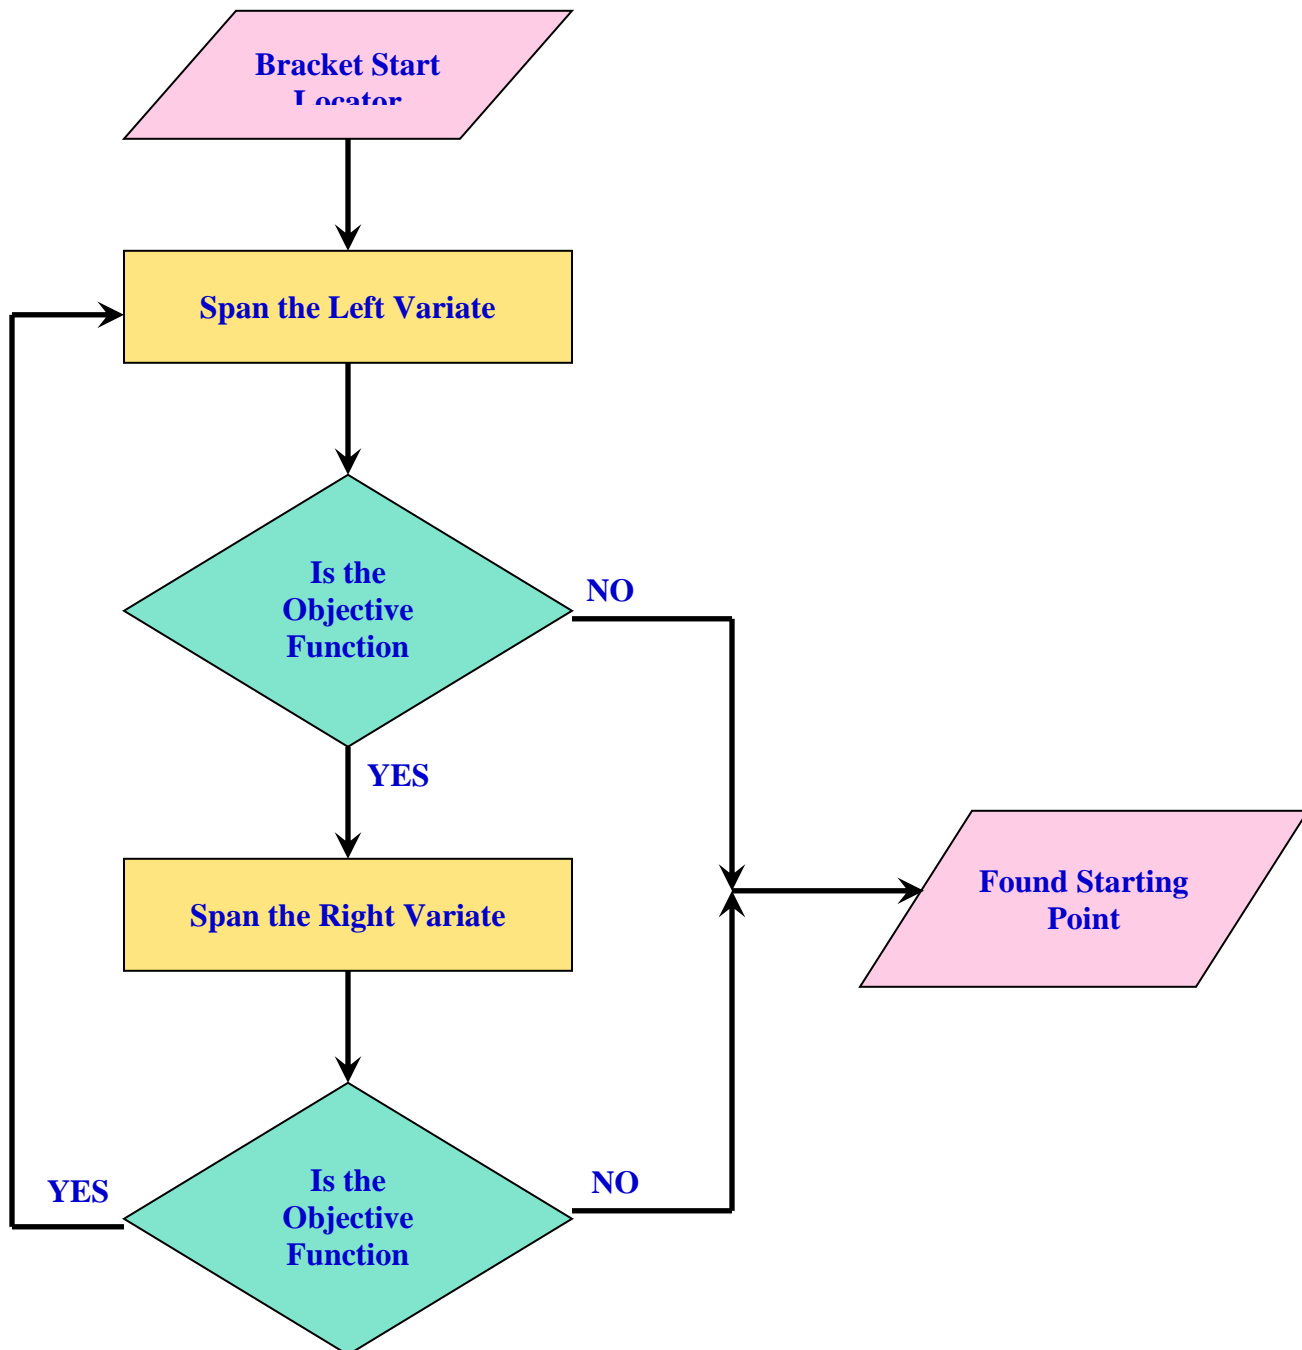 Bracket Start
Locator
Span the Left Variate
Is the
Objective
Function
NO
YES
Span the Right Variate
Found Starting
Point
Is the
Objective
Function
YES
NO